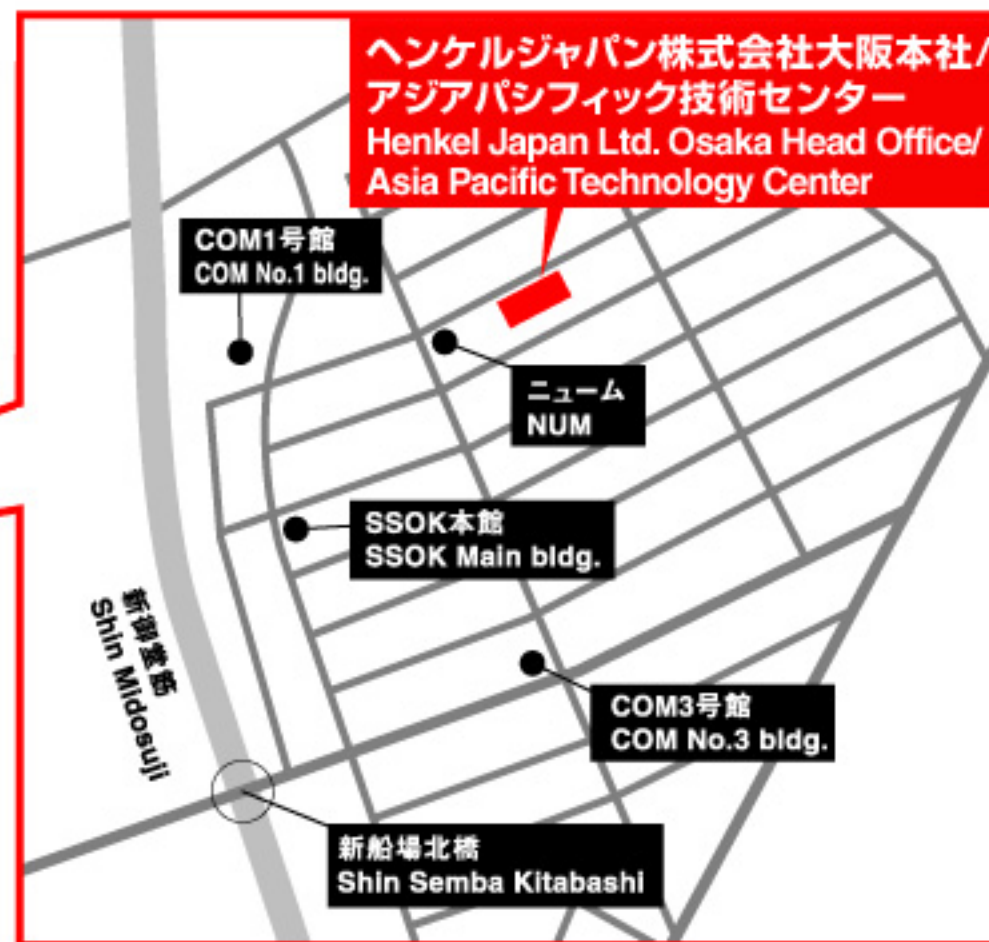 ヘンケルジャパン株式会社大阪本社/
アジアパシフィック技術センター
Henkel Japan Ltd. Osaka Head Office/
Asia Pacific Technology Center
COM1号館
COM No.1 bldg.
ニューム
NUM
SSOK本館
SSOK Main bldg.
新御堂筋
Shin Midosuji
COM3号館
COM No.3 bldg.
新船場北橋
Shin Semba Kitabashi